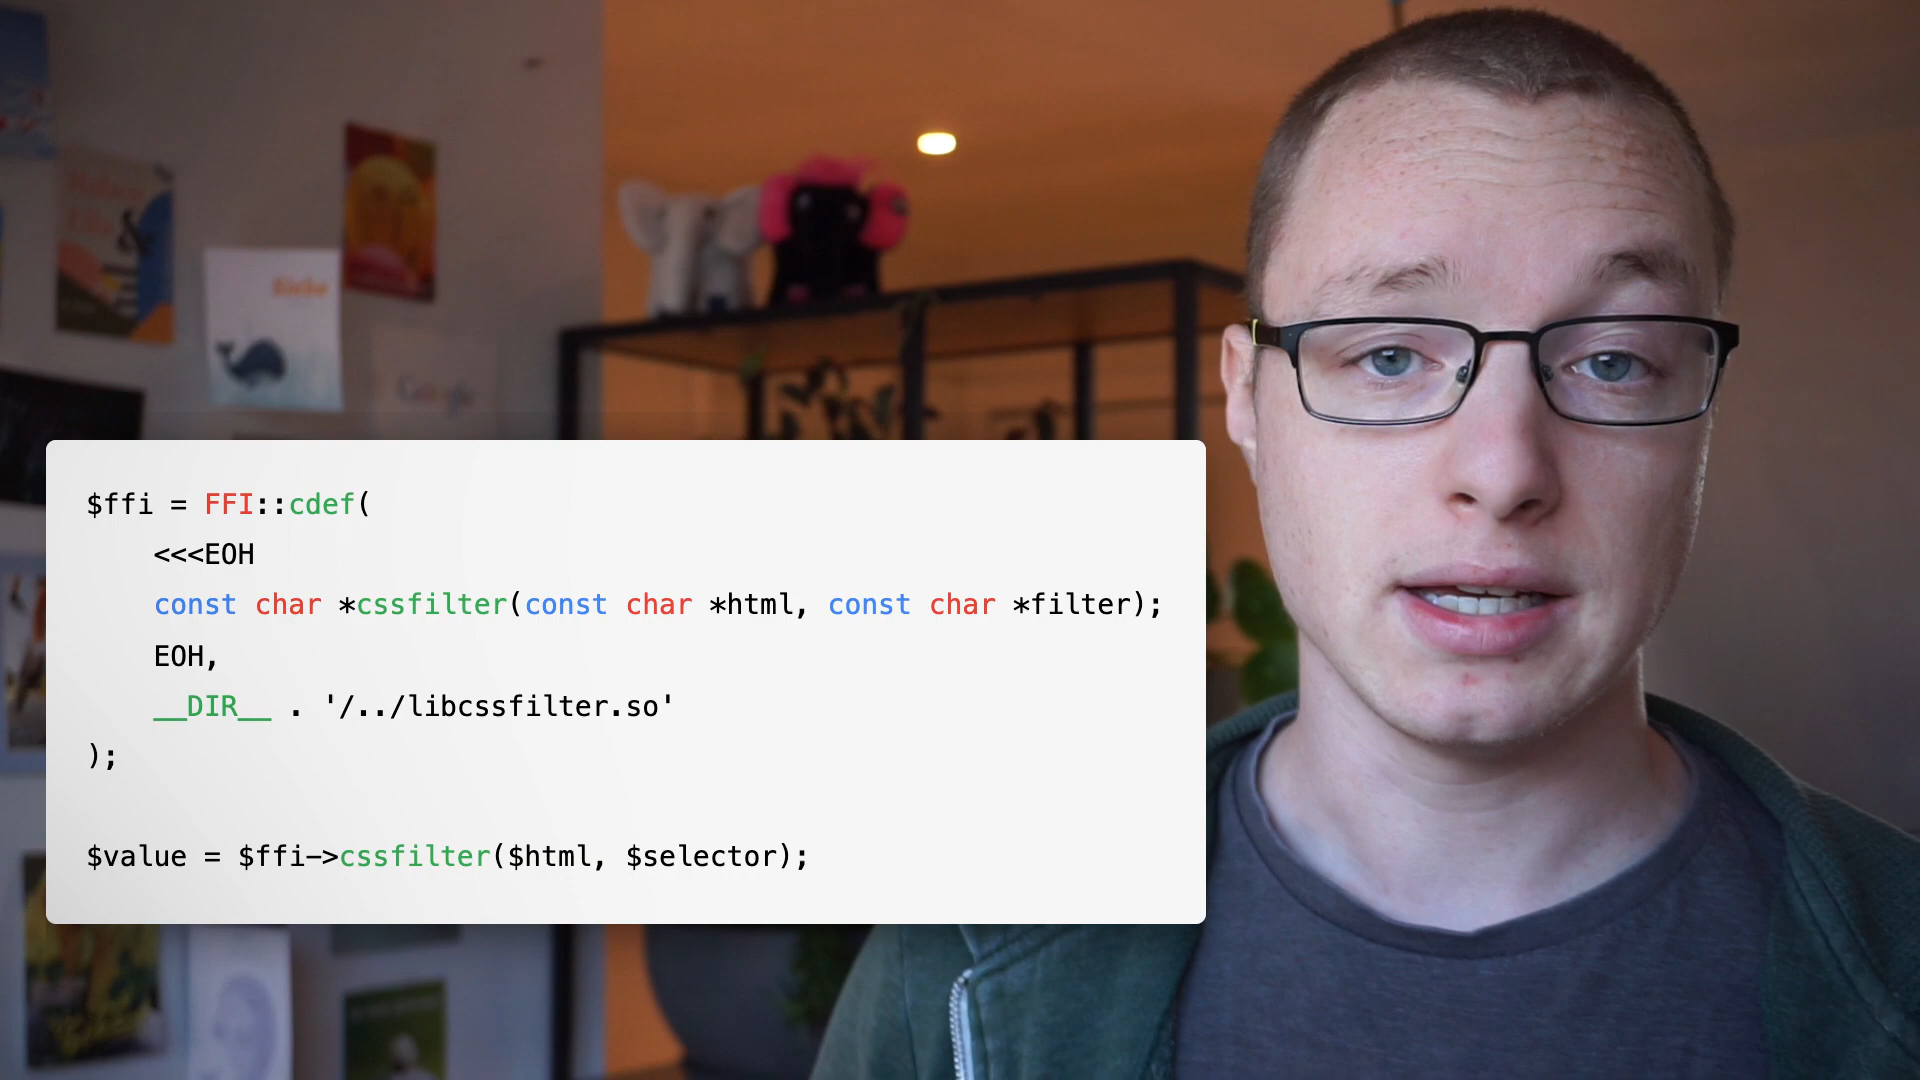 $ffi = FFI::cdef(
    <<<EOH
    const char *cssfilter(const char *html, const char *filter);
    EOH,
    __DIR__ . '/../libcssfilter.so'
);

$value = $ffi->cssfilter($html, $selector);